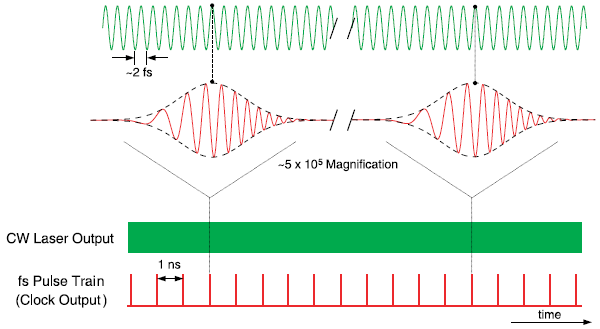 ~2 fs
~5 x 10⁵ Magnification
CW Laser Output
1 ns
fs Pulse Train
(Clock Output)
time